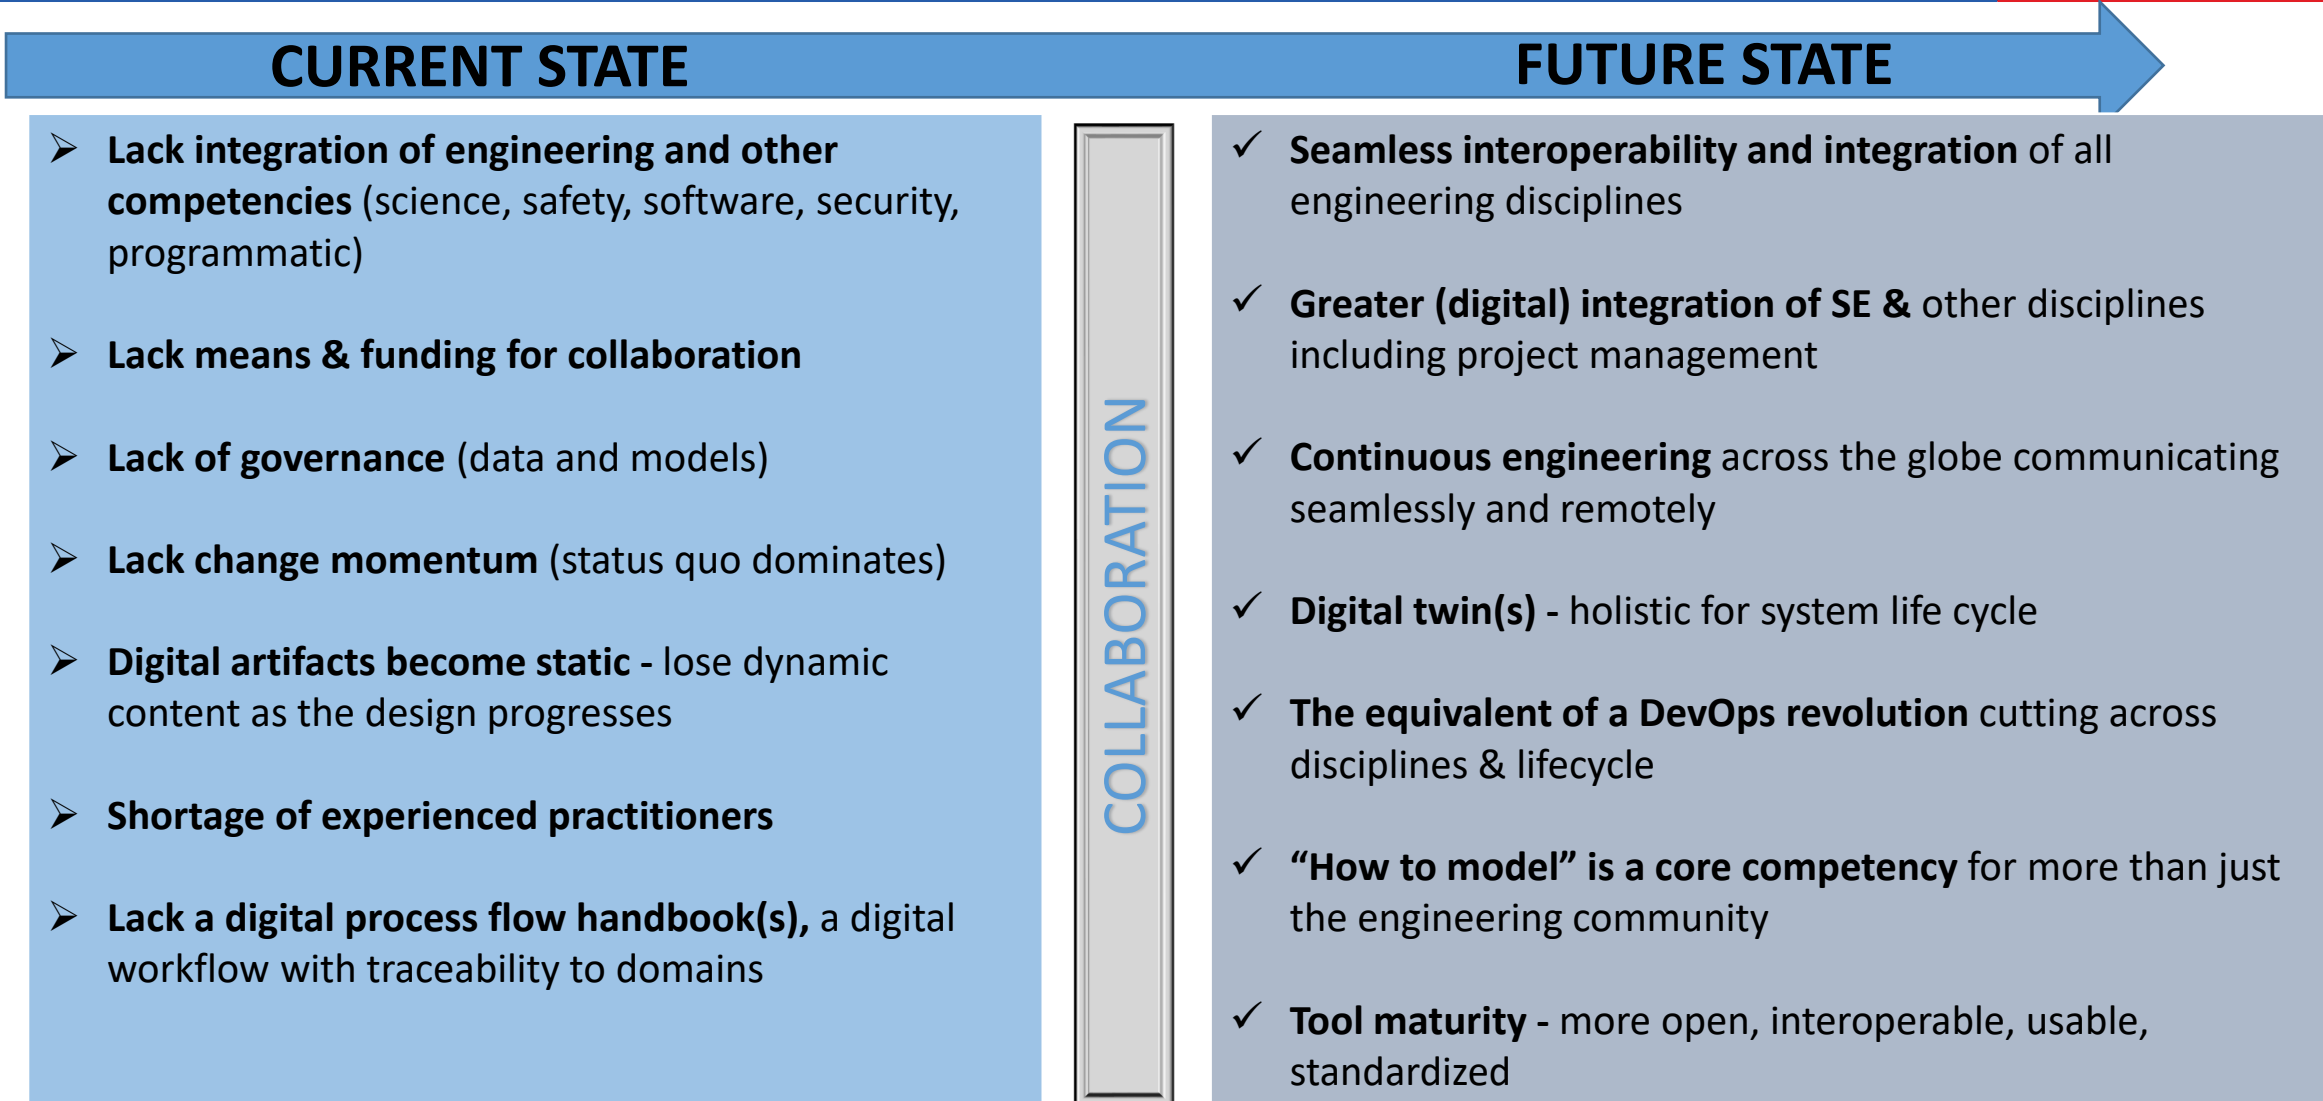 CURRENT STATE
FUTURE STATE
➢ Lack integration of engineering and other
competencies (science, safety, software, security,
programmatic)
➢ Lack means & funding for collaboration
➢ Lack of governance (data and models)
➢ Lack change momentum (status quo dominates)
➢ Digital artifacts become static - lose dynamic
content as the design progresses
➢ Shortage of experienced practitioners
➢ Lack a digital process flow handbook(s), a digital
workflow with traceability to domains
COLLABORATION
✓ Seamless interoperability and integration of all
engineering disciplines
✓ Greater (digital) integration of SE & other disciplines
including project management
✓ Continuous engineering across the globe communicating
seamlessly and remotely
✓ Digital twin(s) - holistic for system life cycle
✓ The equivalent of a DevOps revolution cutting across
disciplines & lifecycle
✓ “How to model” is a core competency for more than just
the engineering community
✓ Tool maturity - more open, interoperable, usable,
standardized